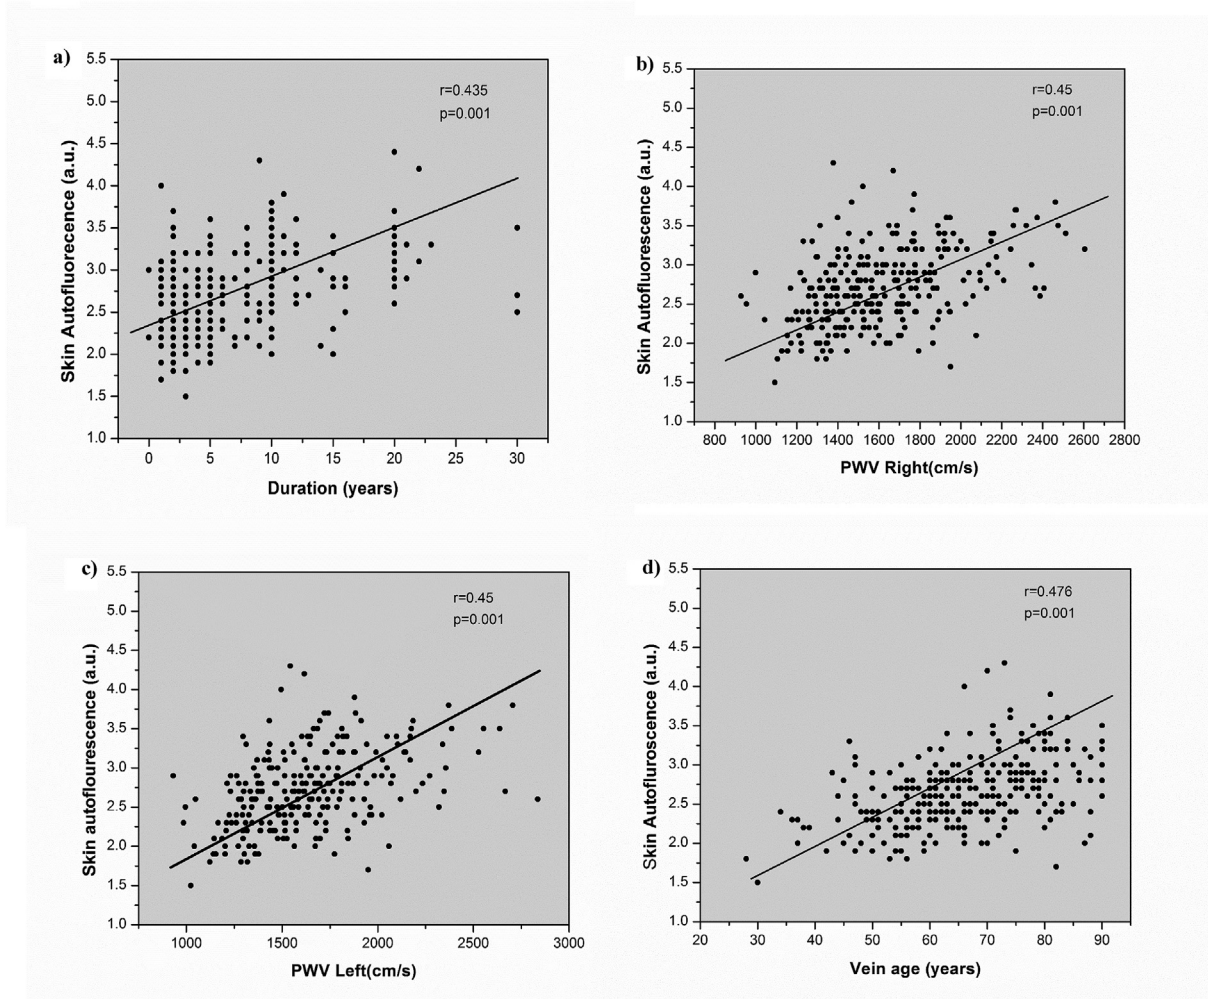 a)
5.5
5.0
4.5
4.0
3.5
3.0
2.5
2.0
1.5
1.0
Skin Autofluorecence (a.u.)
r=0.435
p=0.001
0 5 10 15 20 25 30
Duration (years)
b)
5.5
5.0
4.5
4.0
3.5
3.0
2.5
2.0
1.5
1.0
Skin Autofluorescence (a.u.)
r=0.45
p=0.001
800 1000 1200 1400 1600 1800 2000 2200 2400 2600 2800
PWV Right(cm/s)
c)
5.5
5.0
4.5
4.0
3.5
3.0
2.5
2.0
1.5
1.0
Skin autoflourescence (a.u.)
r=0.45
p=0.001
1000 1500 2000 2500 3000
PWV Left(cm/s)
d)
5.5
5.0
4.5
4.0
3.5
3.0
2.5
2.0
1.5
1.0
Skin Autofluroscence (a.u.)
r=0.476
p=0.001
20 30 40 50 60 70 80 90
Vein age (years)